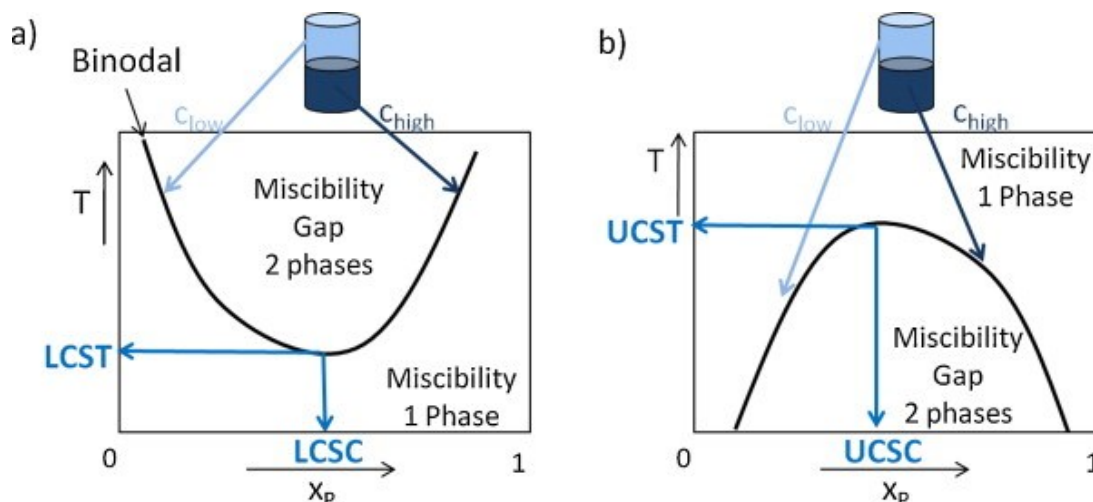 a)
Binodal
c_low
c_high
T
Miscibility
Gap
2 phases
LCST
Miscibility
1 Phase
0
LCSC
1
x_P
b)
c_low
c_high
T
Miscibility
1 Phase
UCST
Miscibility
Gap
2 phases
0
UCSC
1
x_P